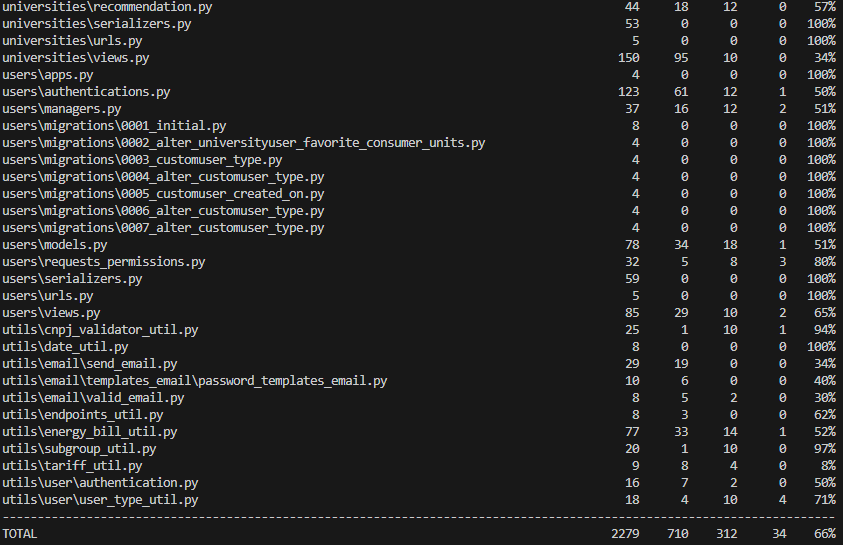 universities\recommendation.py 44 18 12 0 57%
universities\serializers.py 53 0 0 0 100%
universities\urls.py 5 0 0 0 100%
universities\views.py 150 95 10 0 34%
users\apps.py 4 0 0 0 100%
users\authentications.py 123 61 12 1 50%
users\managers.py 37 16 12 2 51%
users\migrations\0001_initial.py 8 0 0 0 100%
users\migrations\0002_alter_universityuser_favorite_consumer_units.py 4 0 0 0 100%
users\migrations\0003_customuser_type.py 4 0 0 0 100%
users\migrations\0004_alter_customuser_type.py 4 0 0 0 100%
users\migrations\0005_customuser_created_on.py 4 0 0 0 100%
users\migrations\0006_alter_customuser_type.py 4 0 0 0 100%
users\migrations\0007_alter_customuser_type.py 4 0 0 0 100%
users\models.py 78 34 18 1 51%
users\requests_permissions.py 32 5 8 3 80%
users\serializers.py 59 0 0 0 100%
users\urls.py 5 0 0 0 100%
users\views.py 85 29 10 2 65%
utils\cnpj_validator_util.py 25 1 10 1 94%
utils\date_util.py 8 0 0 0 100%
utils\email\send_email.py 29 19 0 0 34%
utils\email\templates_email\password_templates_email.py 10 6 0 0 40%
utils\email\valid_email.py 8 5 2 0 30%
utils\endpoints_util.py 8 3 0 0 62%
utils\energy_bill_util.py 77 33 14 1 52%
utils\subgroup_util.py 20 1 10 0 97%
utils\tariff_util.py 9 8 4 0 8%
utils\user\authentication.py 16 7 2 0 50%
utils\user\user_type_util.py 18 4 10 4 71%
TOTAL 2279 710 312 34 66%